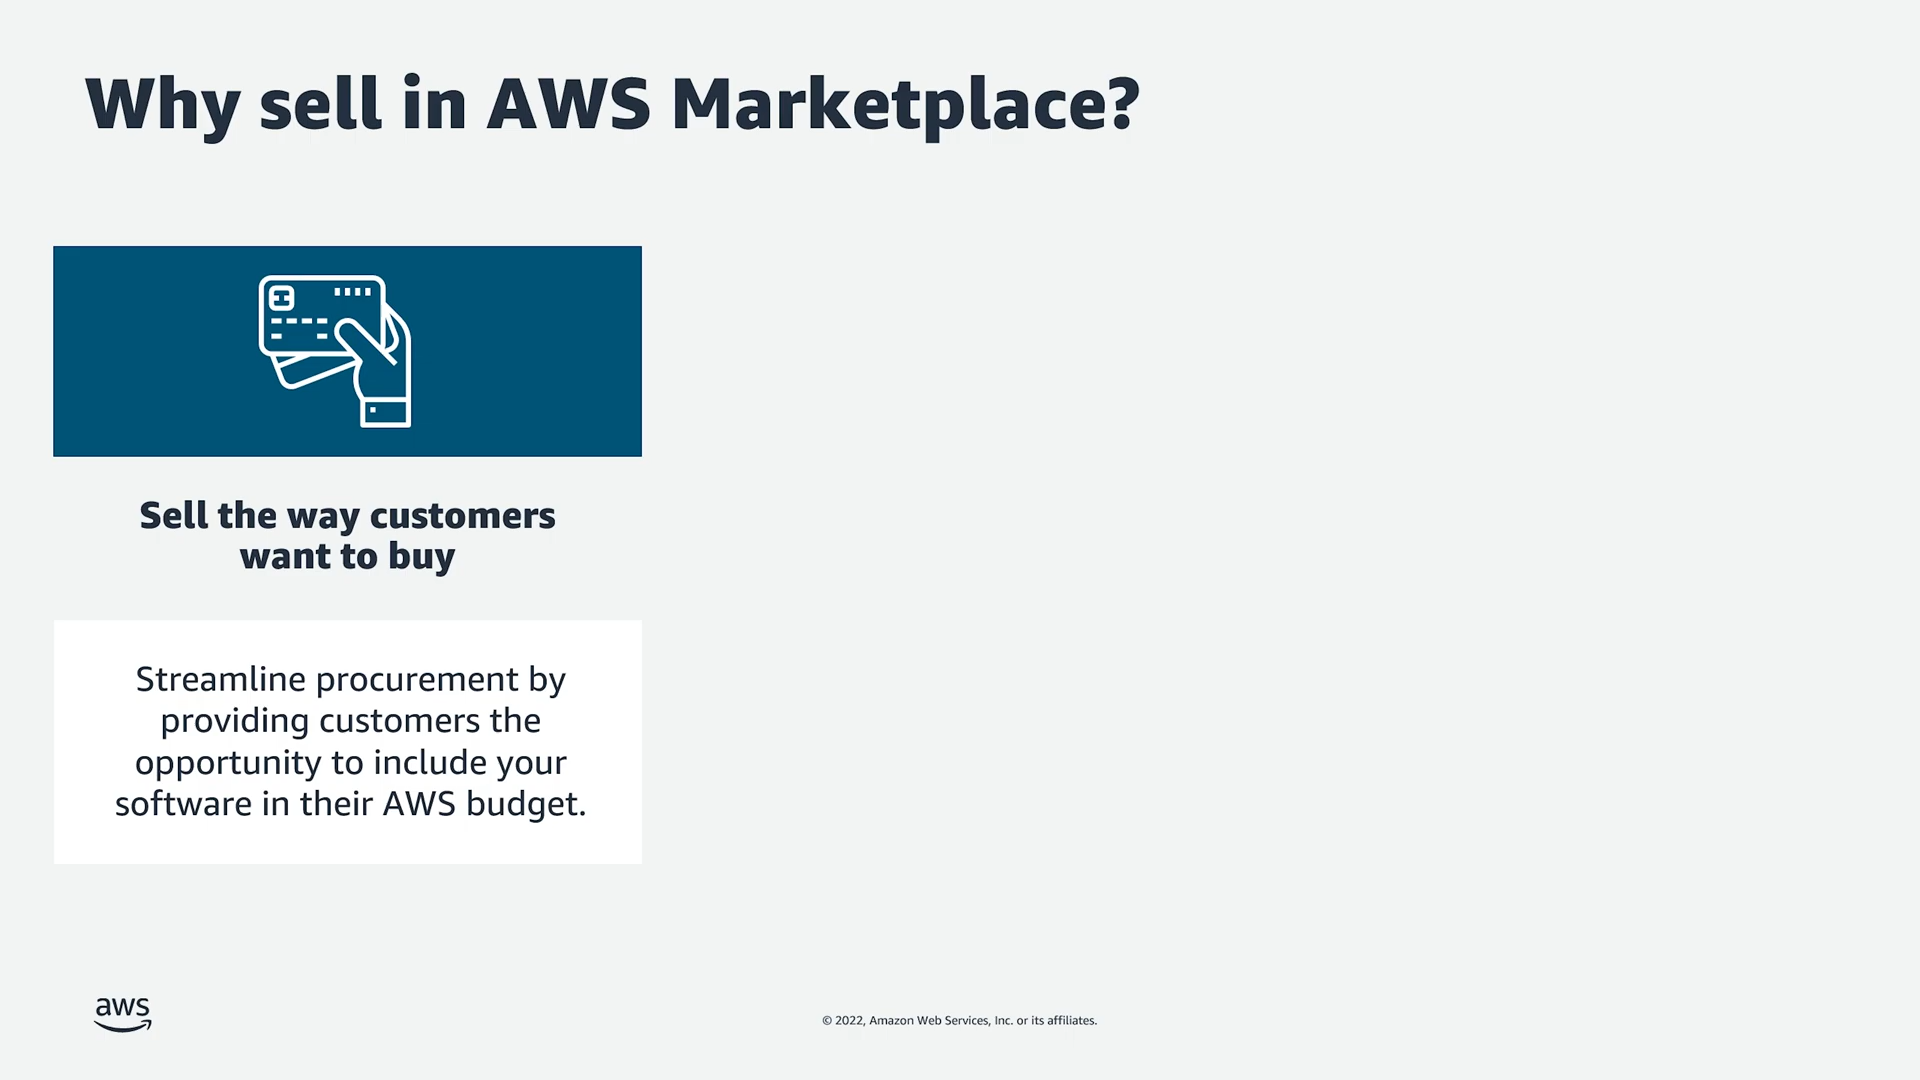 Why sell in AWS Marketplace?
Sell the way customers
want to buy
Streamline procurement by
providing customers the
opportunity to include your
software in their AWS budget.
aws
© 2022, Amazon Web Services, Inc. or its affiliates.